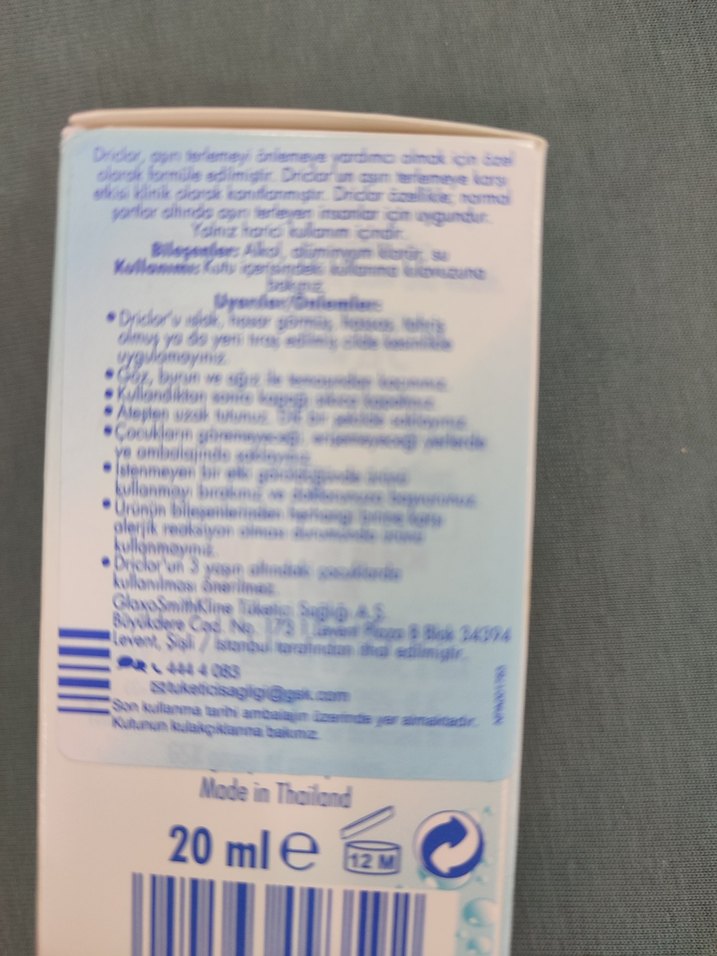 Driclor, aşırı terlemeyi önlemeye yardımcı olmak için özel
olarak formüle edilmiştir. Driclor'un aşırı terlemeye karşı
etkisi klinik olarak kanıtlanmıştır. Driclor özellikle, normal
şartlar altında aşırı terleyen insanlar için uygundur.
Yalnız harici kullanım içindir.
Bileşenler: Alkol, alüminyum klorür, su
Kullanımı: Kutu içerisindeki kullanma kılavuzuna
bakınız.
Uyarılar/Önlemler:
• Driclor'u ıslak, hasar görmüş, hassas, tahriş
olmuş ya da yeni tıraş edilmiş cilde kesinlikle
uygulamayınız.
• Göz, burun ve ağız ile temasından kaçınınız.
• Kullandıktan sonra kapağı sıkıca kapatınız.
• Ateşten uzak tutunuz. Dik bir şekilde saklayınız.
• Çocukların göremeyeceği, erişemeyeceği yerlerde
ve ambalajında saklayınız.
• İstenmeyen bir etki görüldüğünde ürünü
kullanmayı bırakınız ve doktorunuza başvurunuz.
• Ürünün bileşenlerinden herhangi birine karşı
alerjik reaksiyon olması durumunda ürünü
kullanmayınız.
• Driclor'un 3 yaşın altındaki çocuklarda
kullanılması önerilmez.
GlaxoSmithKline Tüketici Sağlığı A.Ş.
Büyükdere Cad. No. 173 1.Levent Plaza B Blok 34394
Levent, Şişli / İstanbul tarafından ithal edilmiştir.
444 4 083
tuketicisagligi@gsk.com
Son kullanma tarihi ambalajın üzerinde yer almaktadır.
Kutunun kulakçıklarına bakınız.
Made in Thailand
20 ml e 12 M